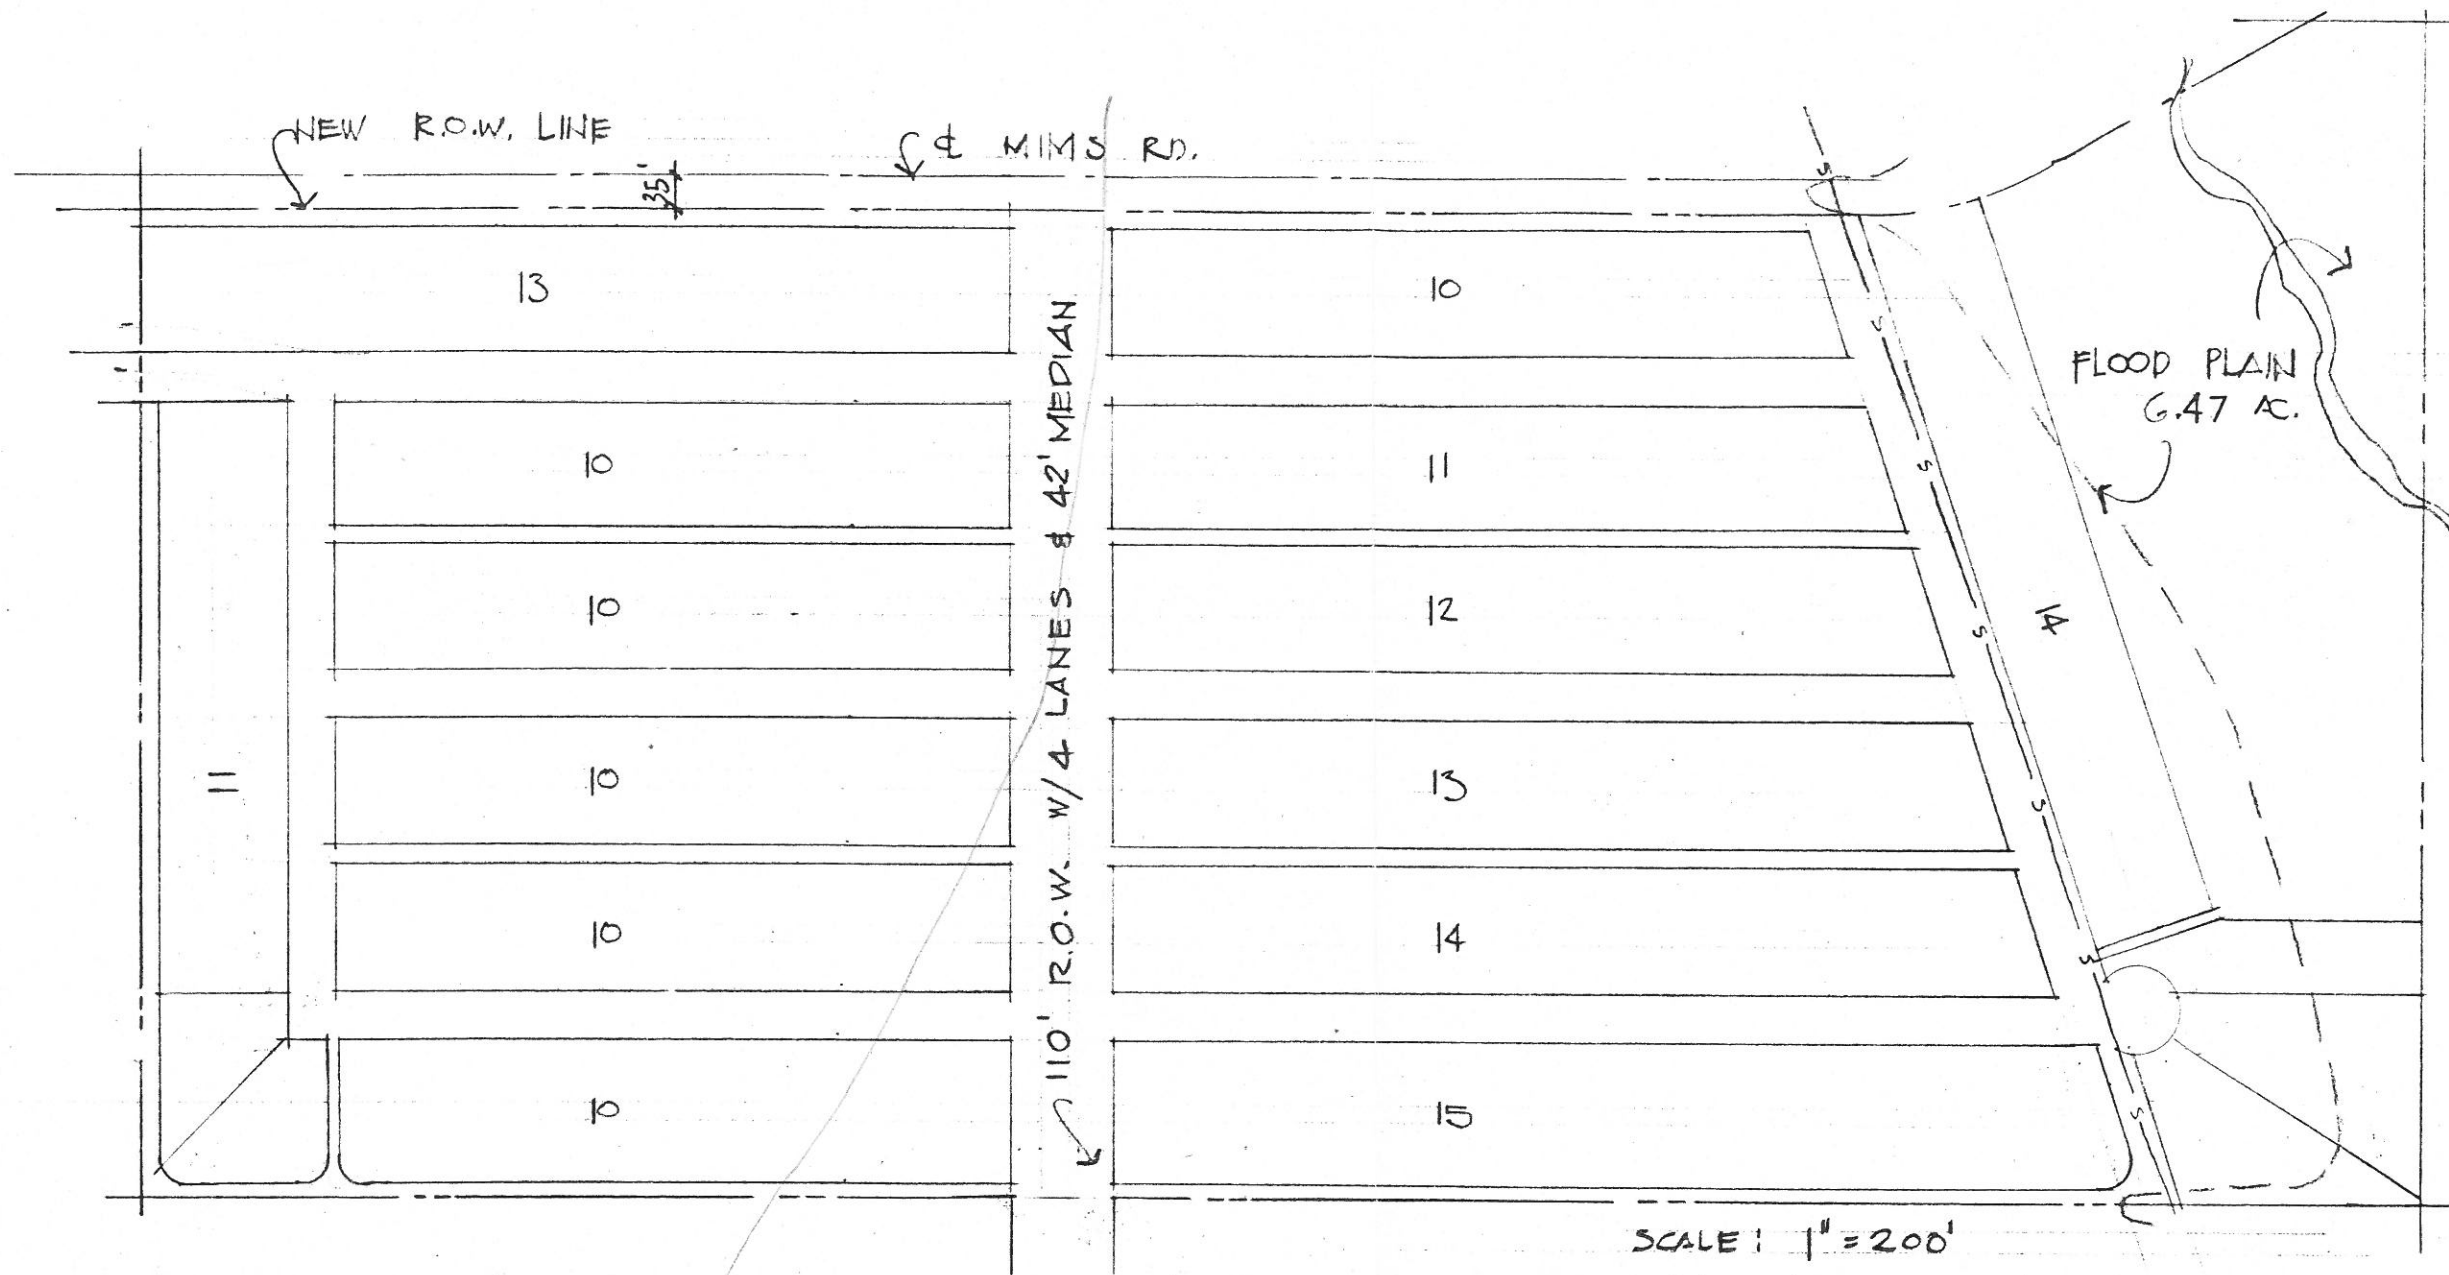 NEW R.O.W. LINE
℄ MIMS RD.
35'
13
10
10
11
10
12
10
13
10
14
10
15
11
14
110' R.O.W. W/4 LANES & 42' MEDIAN
FLOOD PLAIN
6.47 AC.
S
S
S
S
S
S
S
SCALE: 1" = 200'